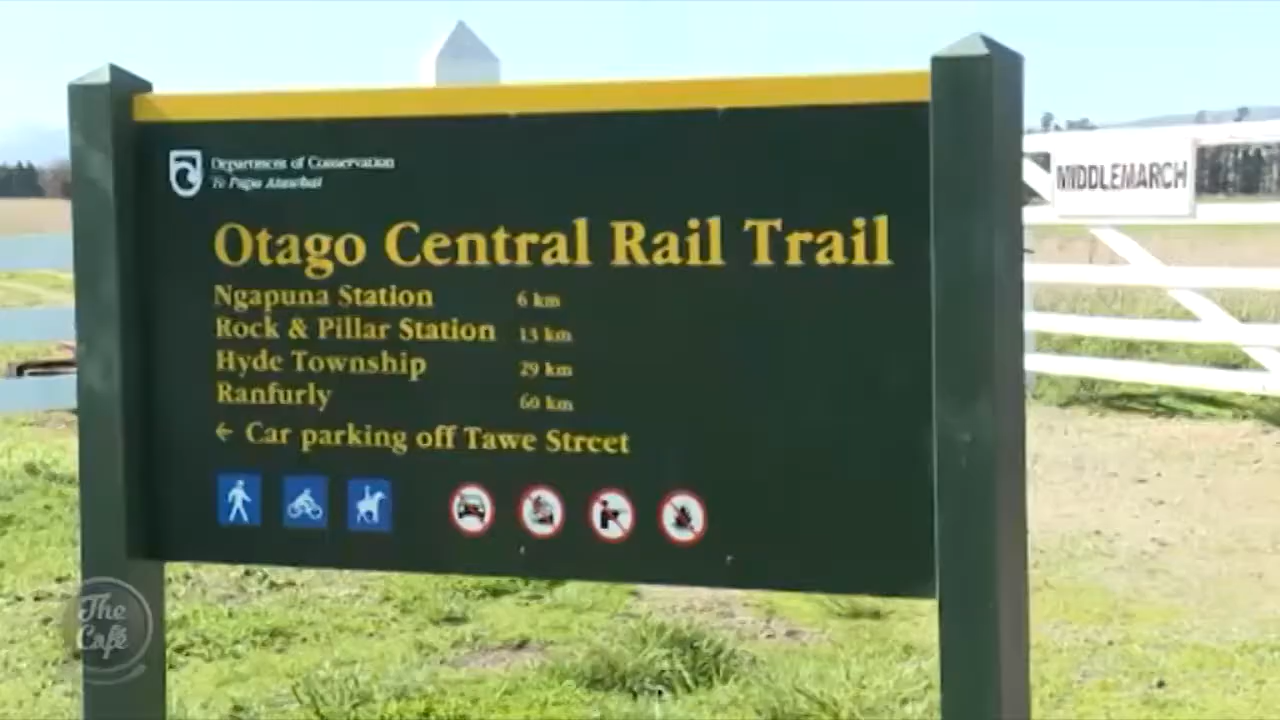 Department of Conservation
Te Papa Atawhai
Otago Central Rail Trail
Ngapuna Station 6 km
Rock & Pillar Station 13 km
Hyde Township 29 km
Ranfurly 60 km
← Car parking off Tawe Street
MIDDLEMARCH
The
Café